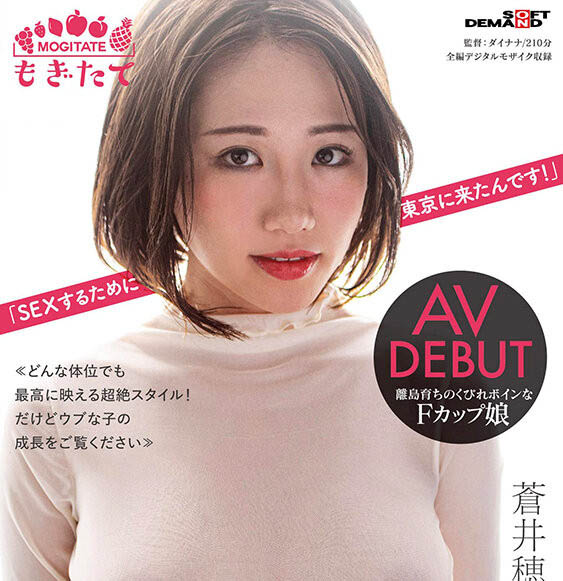 MOGITATE
もぎたて
SOFT
DEMAND
監督：ダイナナ/210分
全編デジタルモザイク収録
「SEXするために
東京に来たんです!」
AV
DEBUT
離島育ちのくびれボインな
Fカップ娘
≪どんな体位でも
最高に映える超絶スタイル!
だけどウブな子の
成長をご覧ください≫
蒼井穂